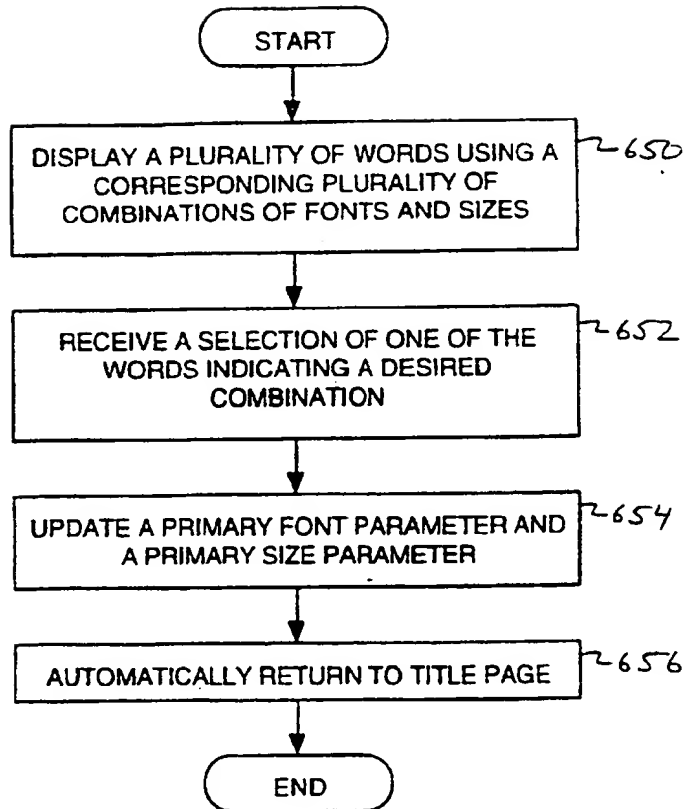 START
DISPLAY A PLURALITY OF WORDS USING A
CORRESPONDING PLURALITY OF
COMBINATIONS OF FONTS AND SIZES
650
RECEIVE A SELECTION OF ONE OF THE
WORDS INDICATING A DESIRED
COMBINATION
652
UPDATE A PRIMARY FONT PARAMETER AND
A PRIMARY SIZE PARAMETER
654
AUTOMATICALLY RETURN TO TITLE PAGE
656
END